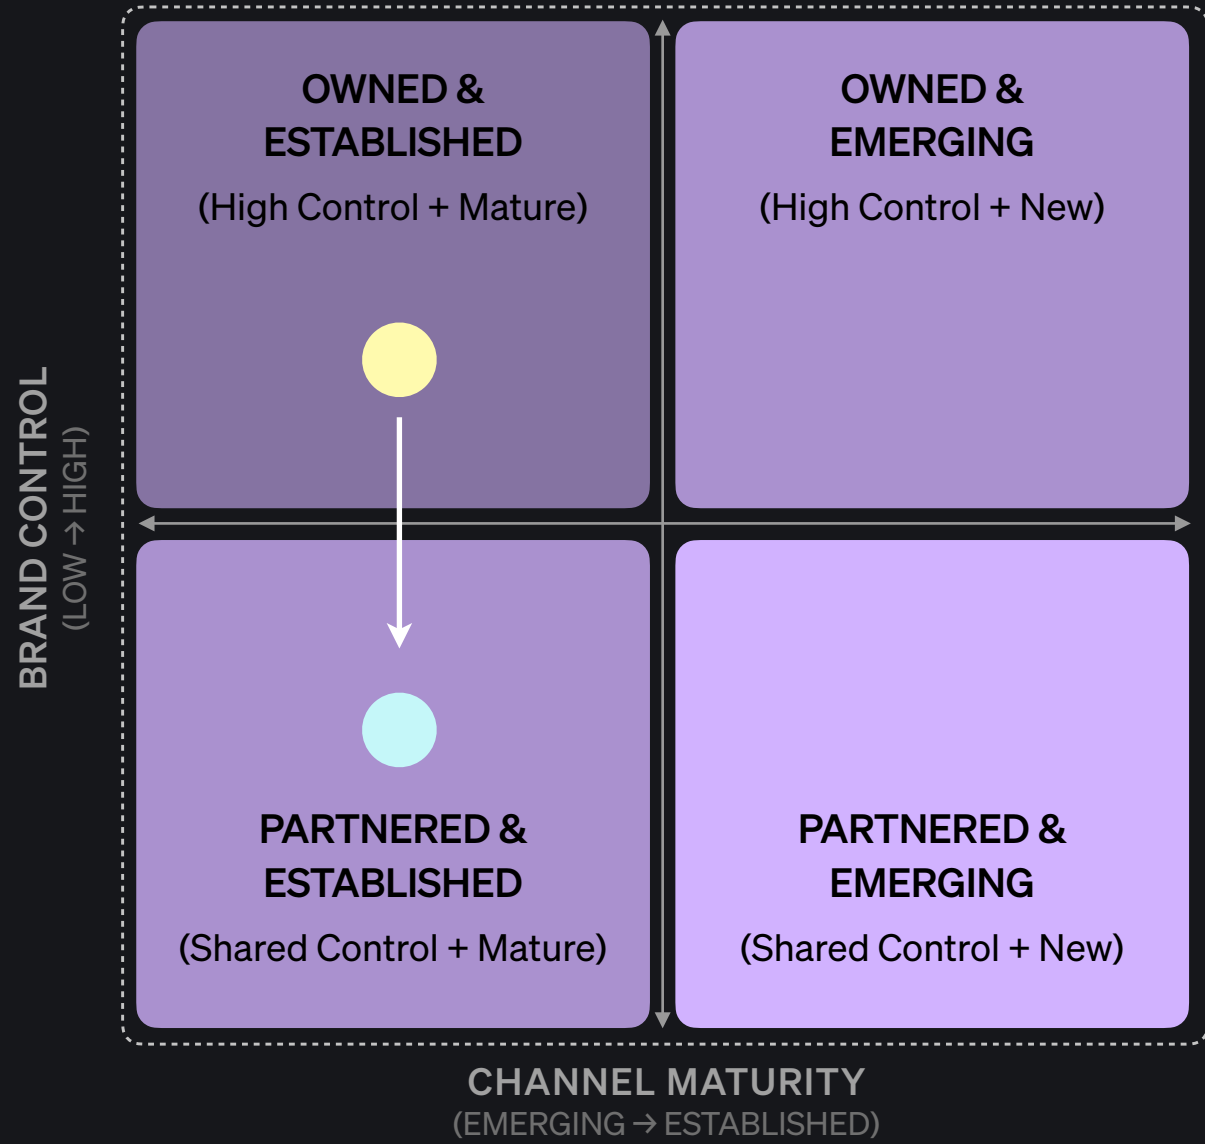 OWNED &
ESTABLISHED
(High Control + Mature)
OWNED &
EMERGING
(High Control + New)
BRAND CONTROL
(LOW → HIGH)
PARTNERED &
ESTABLISHED
(Shared Control + Mature)
PARTNERED &
EMERGING
(Shared Control + New)
CHANNEL MATURITY
(EMERGING → ESTABLISHED)